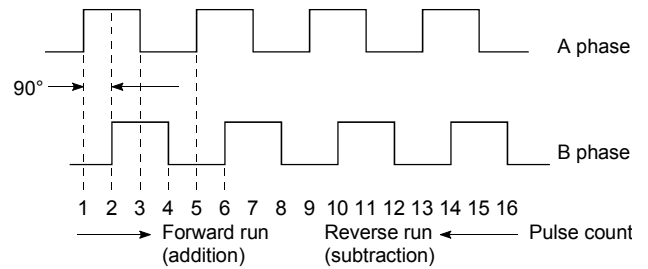 A phase
90°
B phase
1 2 3 4 5 6 7 8 9 10 11 12 13 14 15 16
Forward run Reverse run Pulse count
(addition) (subtraction)